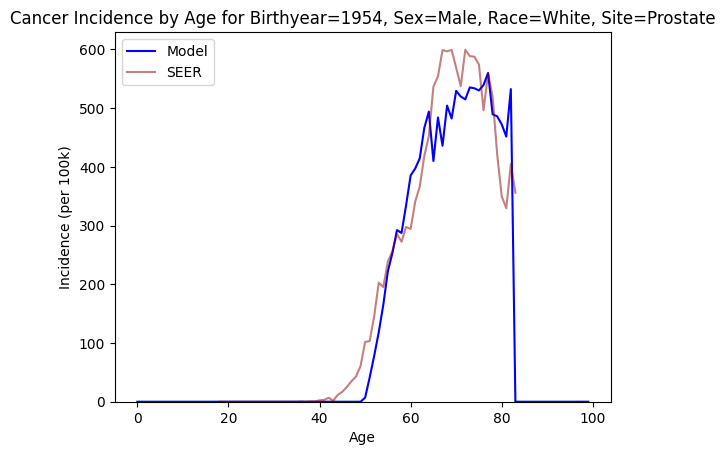 Cancer Incidence by Age for Birthyear=1954, Sex=Male, Race=White, Site=Prostate
Model
SEER
600
500
400
300
200
100
0
Incidence (per 100k)
0 20 40 60 80 100
Age